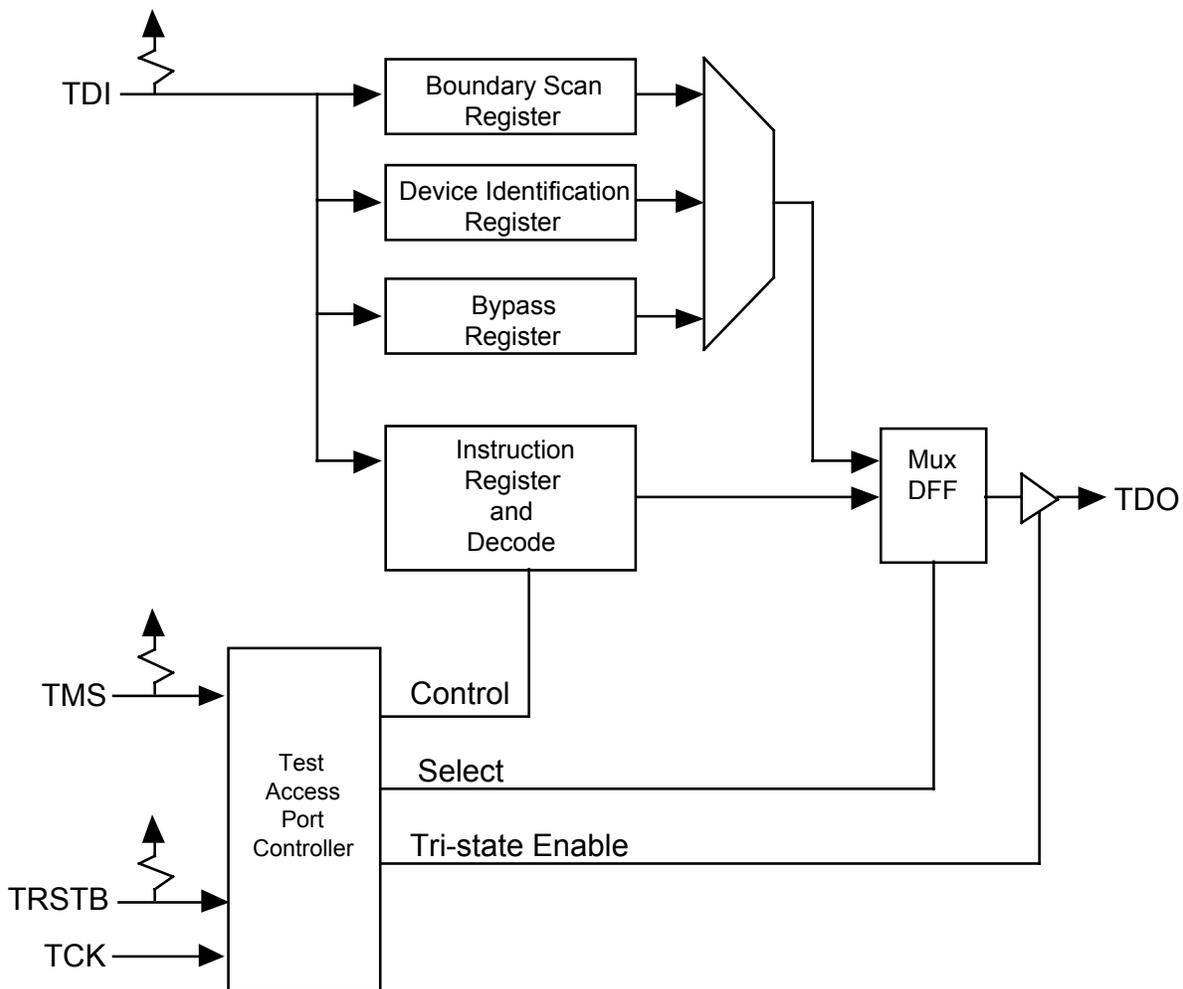 TDI
Boundary Scan
Register
Device Identification
Register
Bypass
Register
Instruction
Register
and
Decode
Mux
DFF
TDO
TMS
Control
Test
Access
Port
Controller
Select
Tri-state Enable
TRSTB
TCK